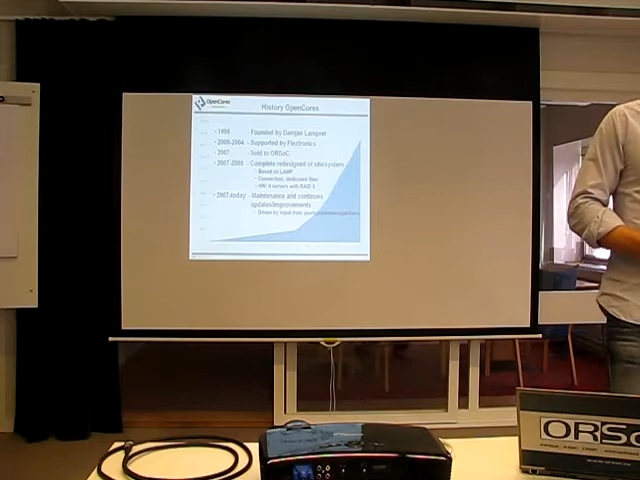 OpenCores
History OpenCores
• 1999 - Founded by Damjan Lampret
• 2000-2004 - Supported by Flextronics
• 2007 - Sold to ORSoC
• 2007-2008 - Complete redesigned of site/system
• Based on LAMP
• Connection: dedicated fiber
• HW: 4 servers with RAID 5
• 2007-today - Maintenance and continues
updates/improvements
• Driven by input from users/customers/partners
ORSo